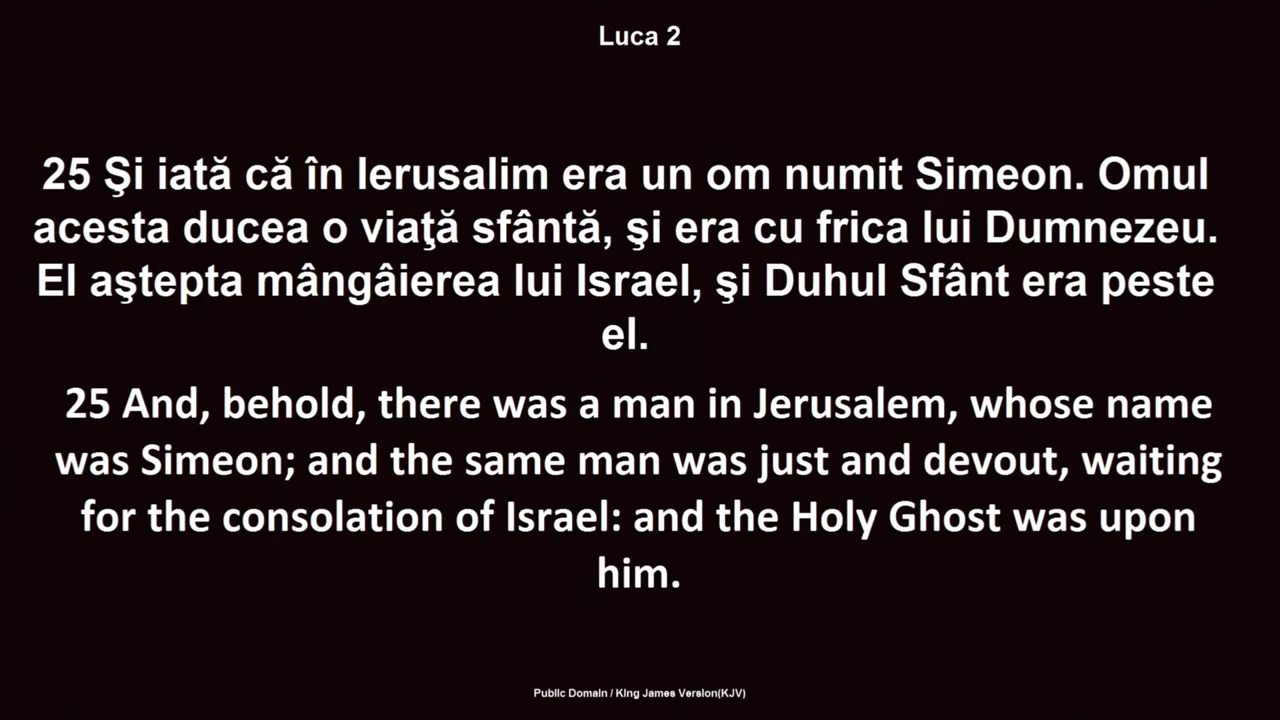 Luca 2
25 Şi iată că în Ierusalim era un om numit Simeon. Omul
acesta ducea o viaţă sfântă, şi era cu frica lui Dumnezeu.
El aştepta mângâierea lui Israel, şi Duhul Sfânt era peste
el.
25 And, behold, there was a man in Jerusalem, whose name
was Simeon; and the same man was just and devout, waiting
for the consolation of Israel: and the Holy Ghost was upon
him.
Public Domain / King James Version(KJV)